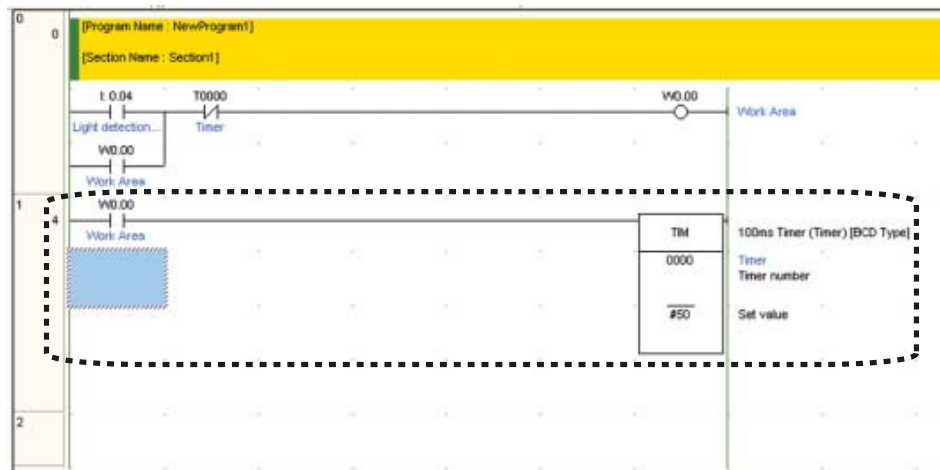 0
0
[Program Name : NewProgram1]
[Section Name : Section1]
I: 0.04
T0000
W0.00
Work Area
Light detection...
Timer
W0.00
Work Area
1
4
W0.00
Work Area
TIM
100ms Timer (Timer) [BCD Type]
0000
Timer
Timer number
#50
Set value
2